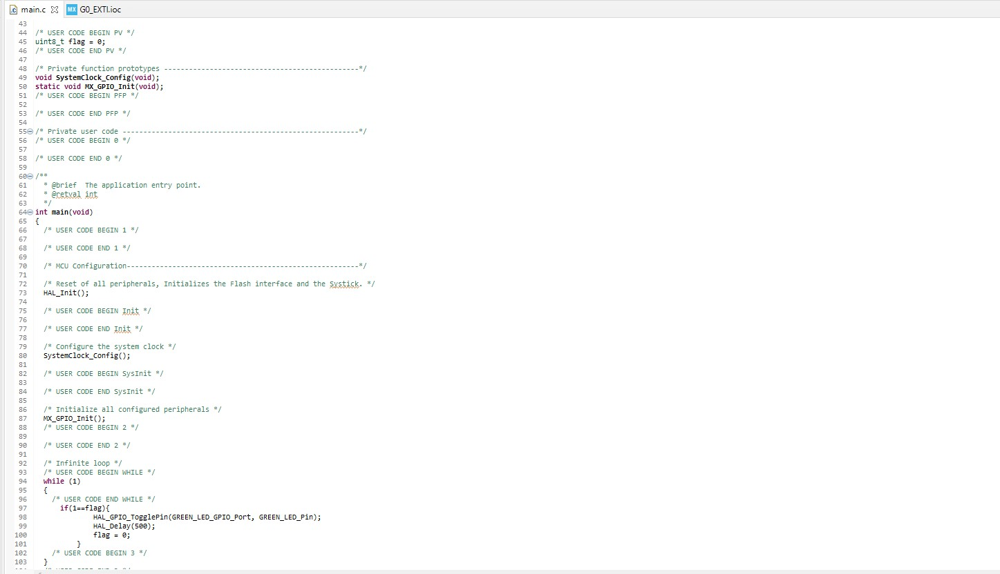 main.c
MX G0_EXTI.ioc
43
44 /* USER CODE BEGIN PV */
45 uint8_t flag = 0;
46 /* USER CODE END PV */
47
48 /* Private function prototypes -----------------------------------------------*/
49 void SystemClock_Config(void);
50 static void MX_GPIO_Init(void);
51 /* USER CODE BEGIN PFP */
52
53 /* USER CODE END PFP */
54
55 /* Private user code ---------------------------------------------------------*/
56 /* USER CODE BEGIN 0 */
57
58 /* USER CODE END 0 */
59
60 /**
61   * @brief  The application entry point.
62   * @retval int
63   */
64 int main(void)
65 {
66   /* USER CODE BEGIN 1 */
67
68   /* USER CODE END 1 */
69
70   /* MCU Configuration--------------------------------------------------------*/
71
72   /* Reset of all peripherals, Initializes the Flash interface and the Systick. */
73   HAL_Init();
74
75   /* USER CODE BEGIN Init */
76
77   /* USER CODE END Init */
78
79   /* Configure the system clock */
80   SystemClock_Config();
81
82   /* USER CODE BEGIN SysInit */
83
84   /* USER CODE END SysInit */
85
86   /* Initialize all configured peripherals */
87   MX_GPIO_Init();
88   /* USER CODE BEGIN 2 */
89
90   /* USER CODE END 2 */
91
92   /* Infinite loop */
93   /* USER CODE BEGIN WHILE */
94   while (1)
95   {
96     /* USER CODE END WHILE */
97       if(1==flag){
98               HAL_GPIO_TogglePin(GREEN_LED_GPIO_Port, GREEN_LED_Pin);
99               HAL_Delay(500);
100               flag = 0;
101           }
102     /* USER CODE BEGIN 3 */
103   }